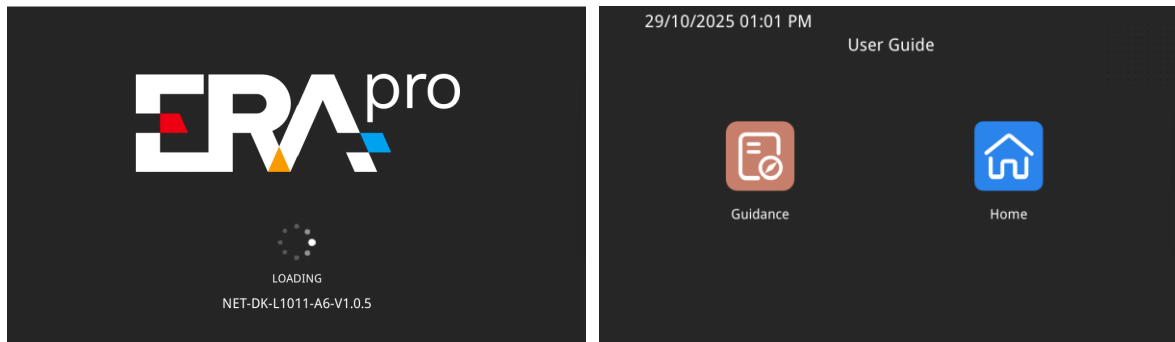 ERA pro
LOADING
NET-DK-L1011-A6-V1.0.5
29/10/2025 01:01 PM
User Guide
Guidance
Home